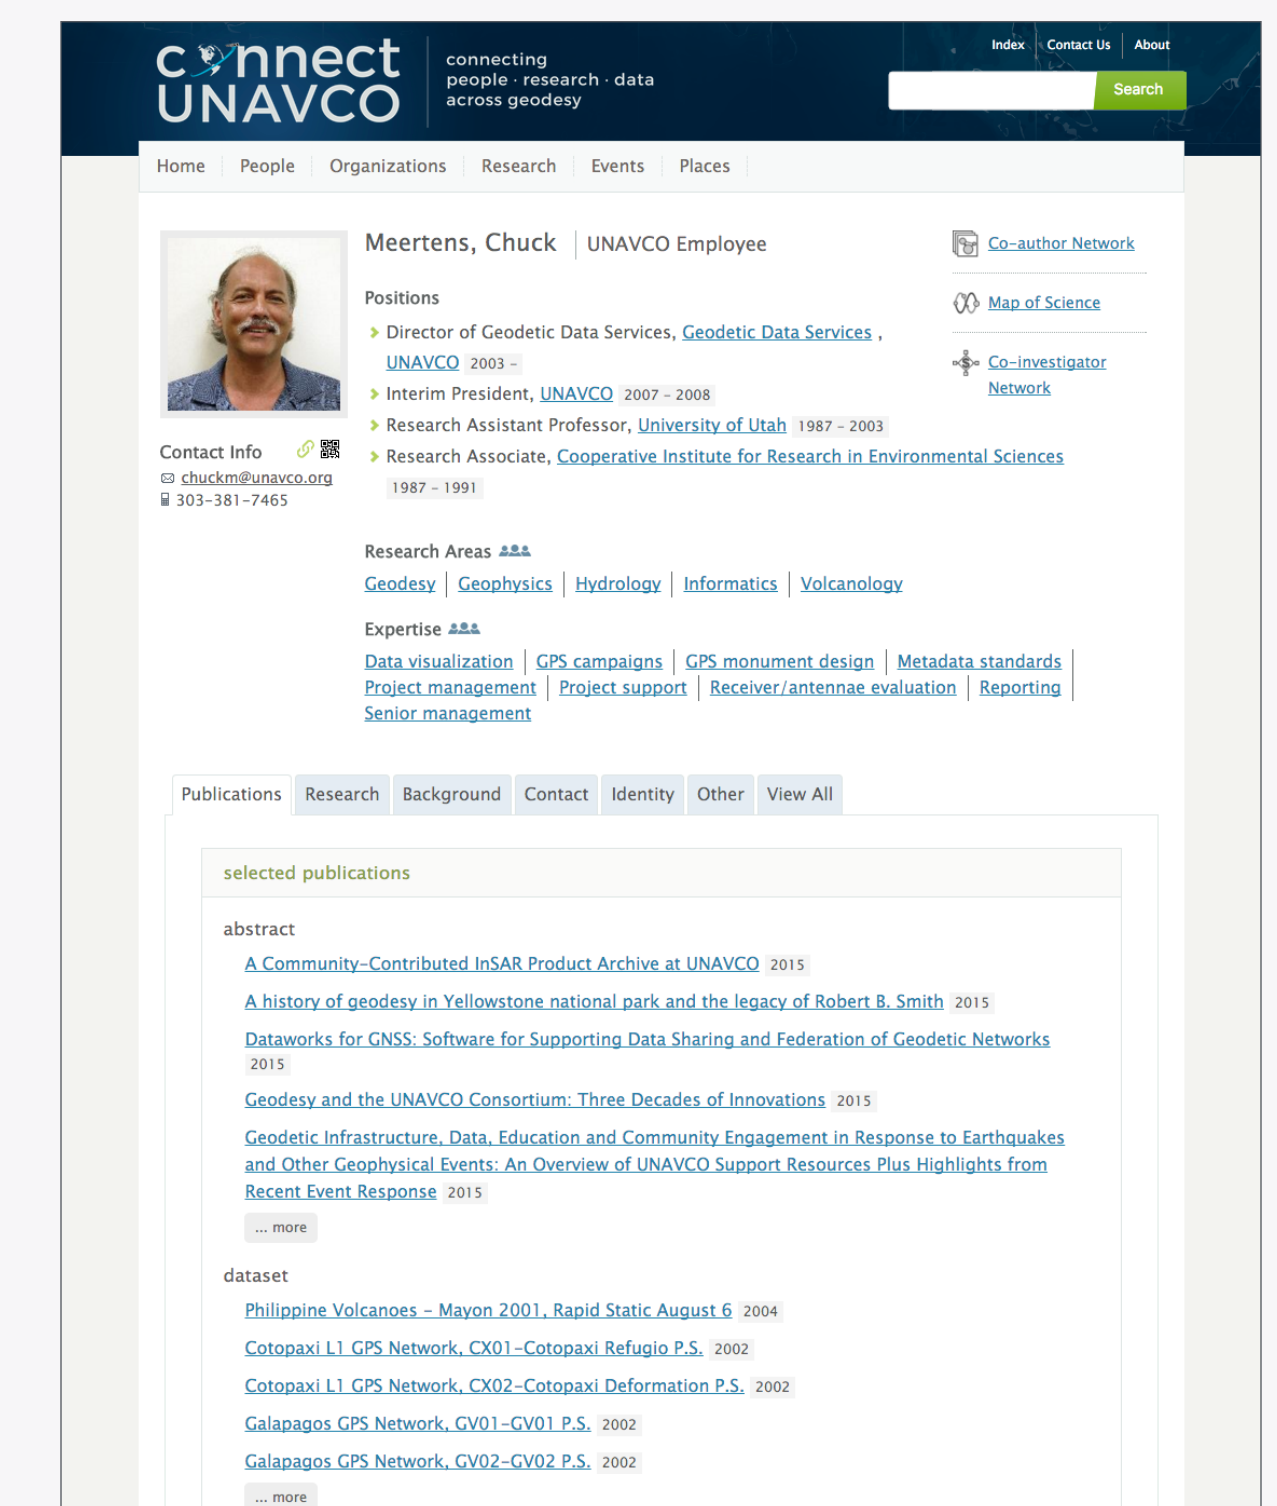 connect
UNAVCO
connecting
people · research · data
across geodesy
Index Contact Us About
Search
Home People Organizations Research Events Places
Meertens, Chuck UNAVCO Employee
Co-author Network
Map of Science
Co-investigator
Network
Positions
Director of Geodetic Data Services, Geodetic Data Services ,
UNAVCO 2003 –
Interim President, UNAVCO 2007 – 2008
Research Assistant Professor, University of Utah 1987 – 2003
Research Associate, Cooperative Institute for Research in Environmental Sciences
1987 – 1991
Contact Info
chuckm@unavco.org
303-381-7465
Research Areas
Geodesy Geophysics Hydrology Informatics Volcanology
Expertise
Data visualization GPS campaigns GPS monument design Metadata standards
Project management Project support Receiver/antennae evaluation Reporting
Senior management
Publications Research Background Contact Identity Other View All
selected publications
abstract
A Community-Contributed InSAR Product Archive at UNAVCO 2015
A history of geodesy in Yellowstone national park and the legacy of Robert B. Smith 2015
Dataworks for GNSS: Software for Supporting Data Sharing and Federation of Geodetic Networks
2015
Geodesy and the UNAVCO Consortium: Three Decades of Innovations 2015
Geodetic Infrastructure, Data, Education and Community Engagement in Response to Earthquakes
and Other Geophysical Events: An Overview of UNAVCO Support Resources Plus Highlights from
Recent Event Response 2015
... more
dataset
Philippine Volcanoes - Mayon 2001, Rapid Static August 6 2004
Cotopaxi L1 GPS Network, CX01-Cotopaxi Refugio P.S. 2002
Cotopaxi L1 GPS Network, CX02-Cotopaxi Deformation P.S. 2002
Galapagos GPS Network, GV01-GV01 P.S. 2002
Galapagos GPS Network, GV02-GV02 P.S. 2002
... more